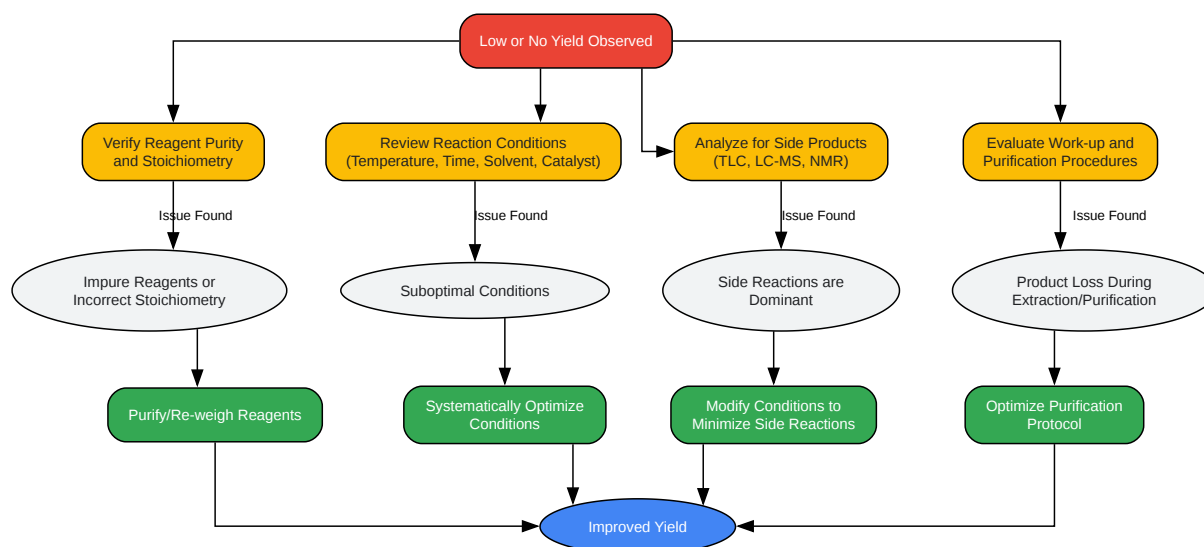 Low or No Yield Observed
Verify Reagent Purity
and Stoichiometry
Review Reaction Conditions
(Temperature, Time, Solvent, Catalyst)
Analyze for Side Products
(TLC, LC-MS, NMR)
Evaluate Work-up and
Purification Procedures
Issue Found
Issue Found
Issue Found
Issue Found
Impure Reagents or
Incorrect Stoichiometry
Suboptimal Conditions
Side Reactions are
Dominant
Product Loss During
Extraction/Purification
Purify/Re-weigh Reagents
Systematically Optimize
Conditions
Modify Conditions to
Minimize Side Reactions
Optimize Purification
Protocol
Improved Yield